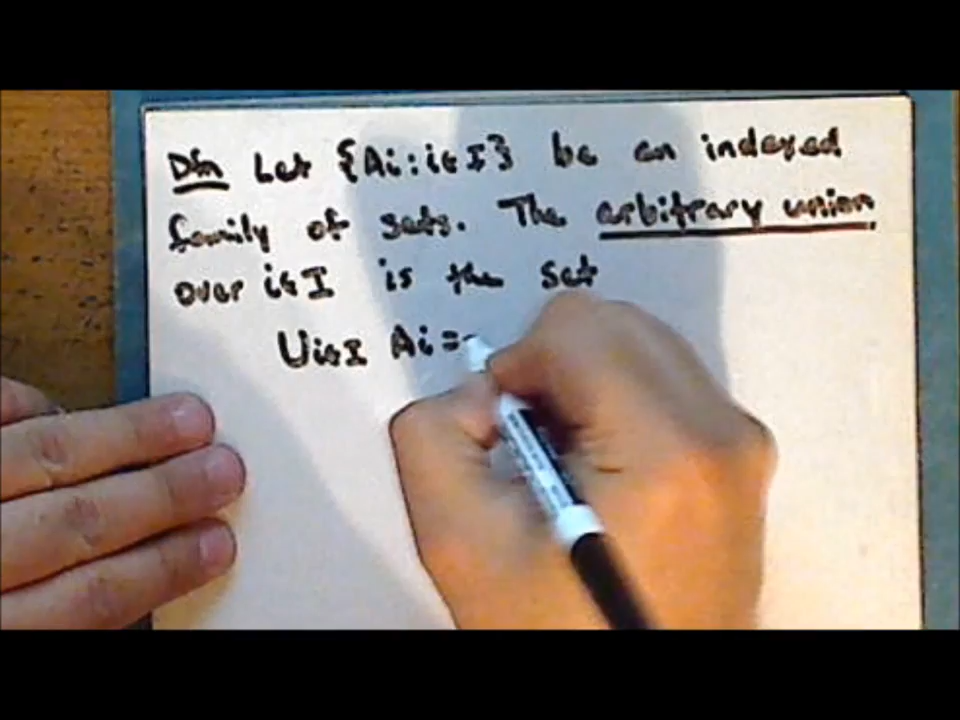 Dfn Let {Ai : i∈I} be an indexed
family of sets. The arbitrary union
over i∈I is the set
∪i∈I Ai =